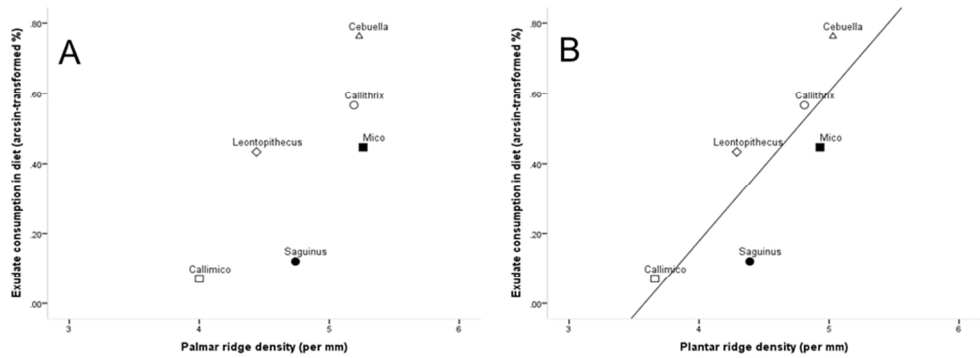 A
Exudate consumption in diet (arcsin-transformed %)
.80
.60
.40
.20
.00
Cebuella
Callithrix
Mico
Leontopithecus
Saguinus
Callimico
3
4
5
6
Palmar ridge density (per mm)
B
Exudate consumption in diet (arcsin-transformed %)
.80
.60
.40
.20
.00
Cebuella
Callithrix
Mico
Leontopithecus
Saguinus
Callimico
3
4
5
6
Plantar ridge density (per mm)